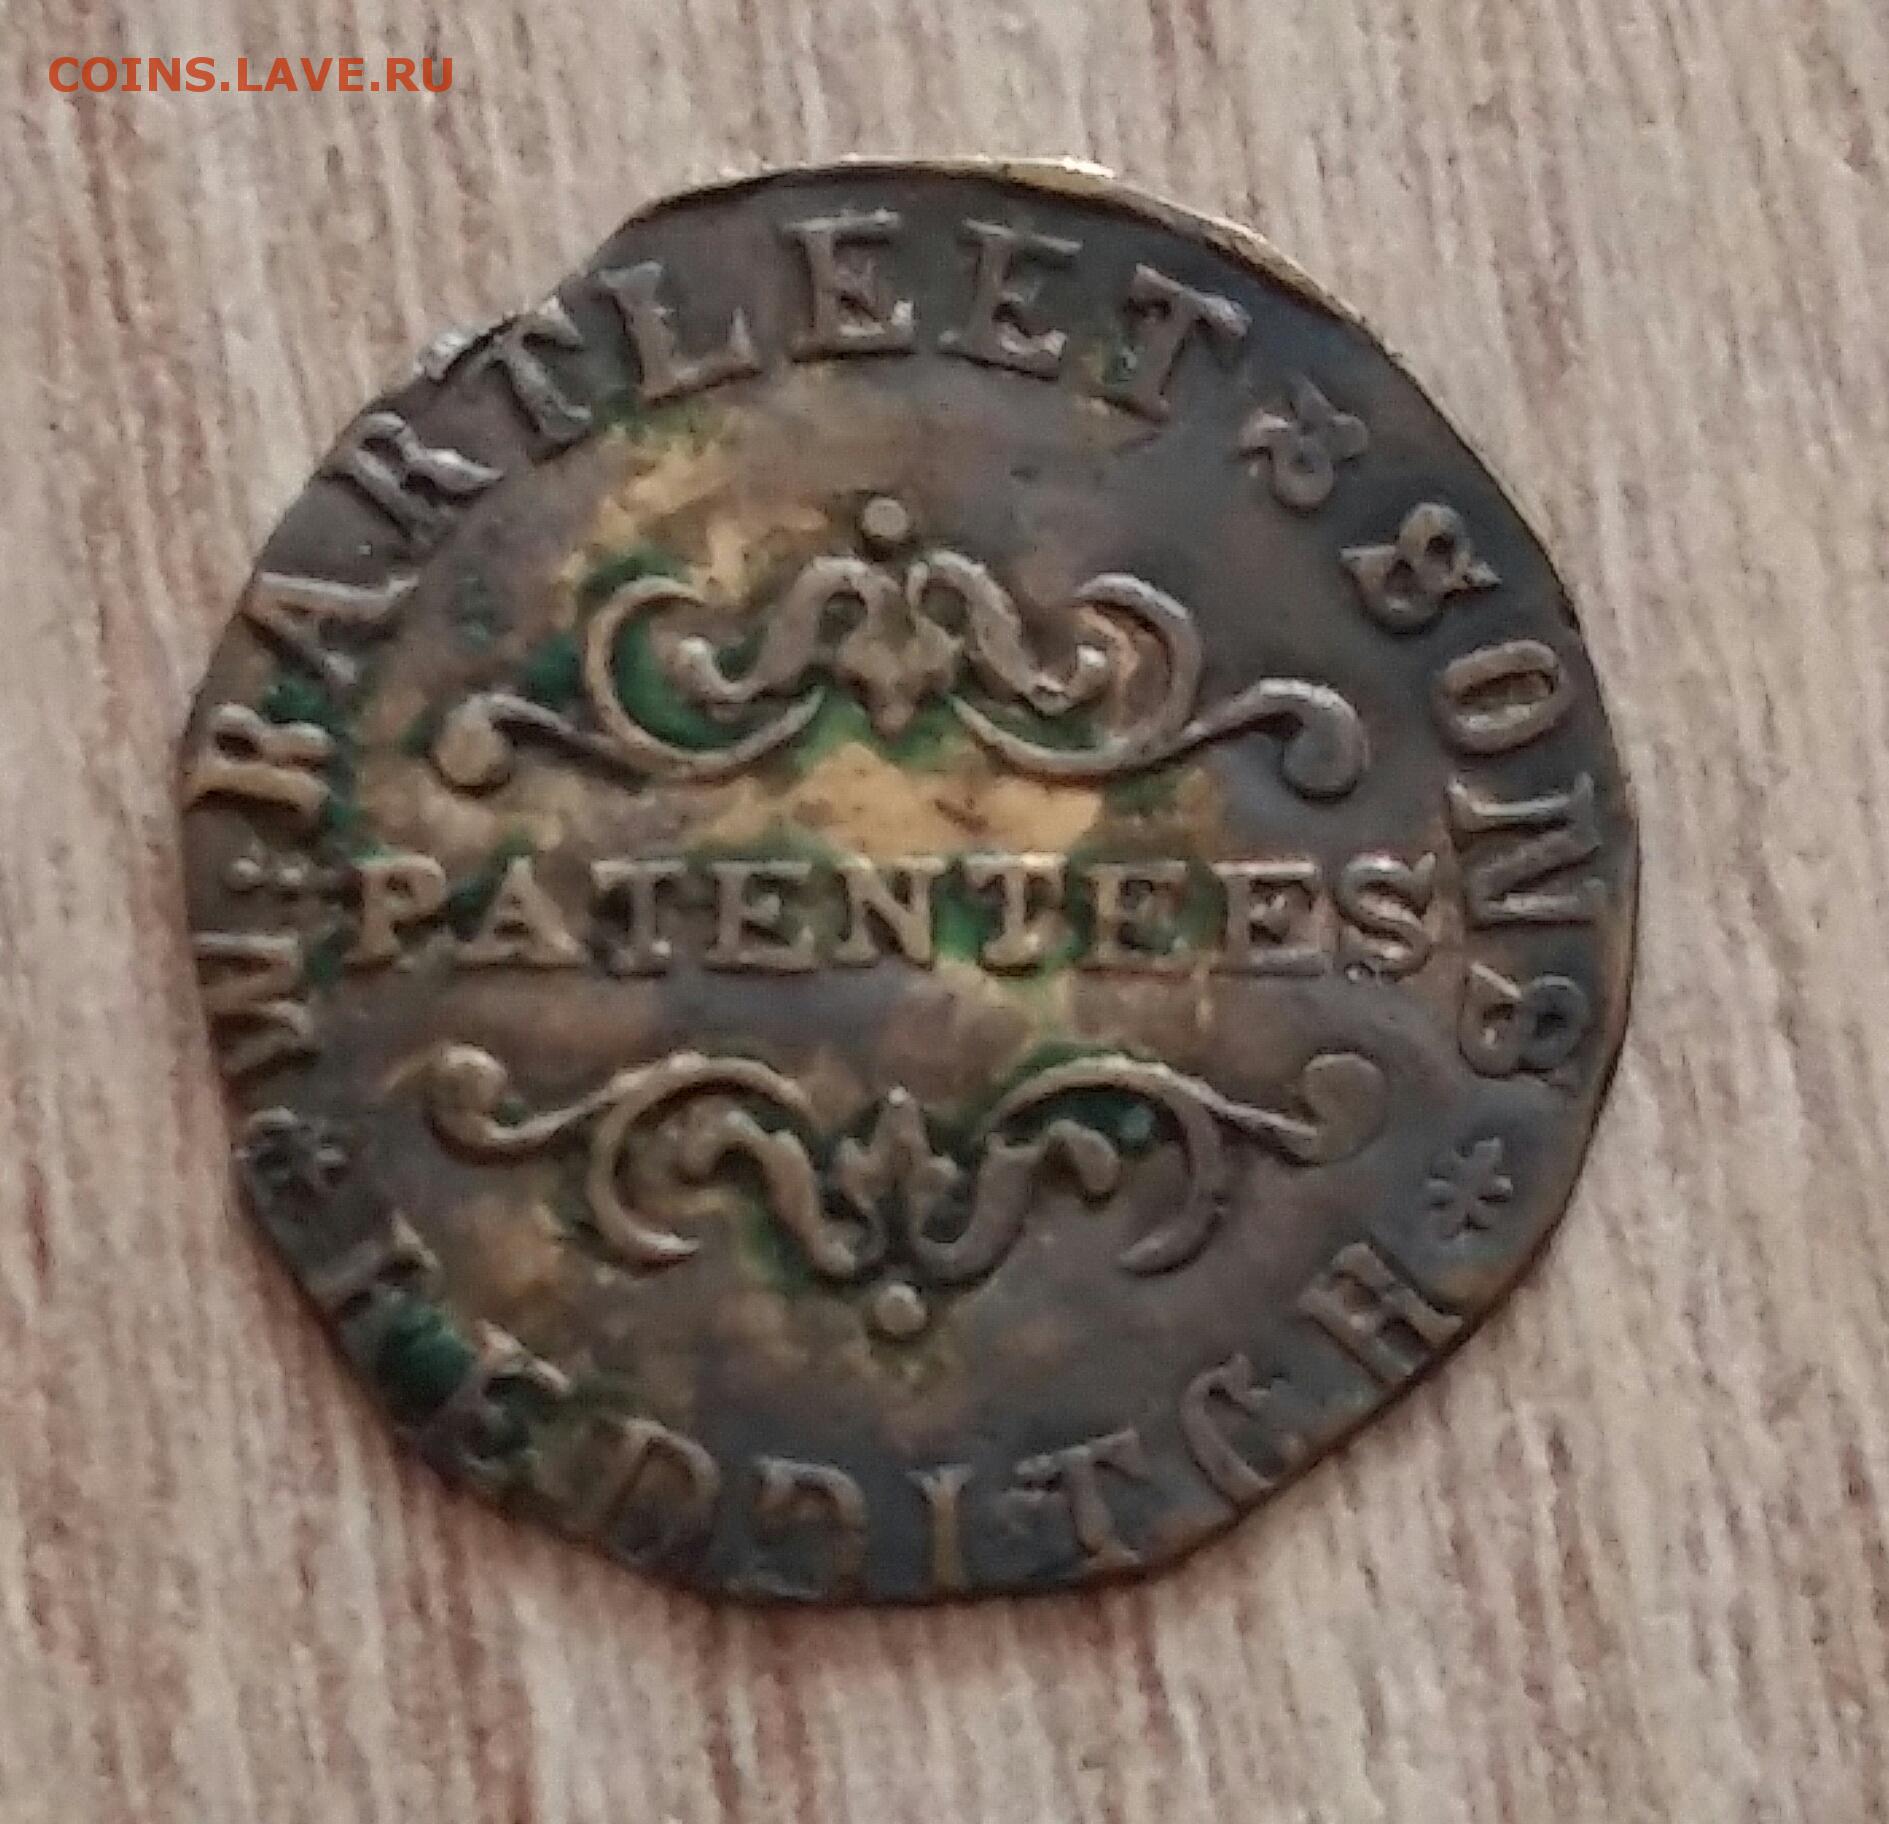 COINS.LAVE.RU
W: BARTLEET & SONS
PATENTEES
* REDDITCH *